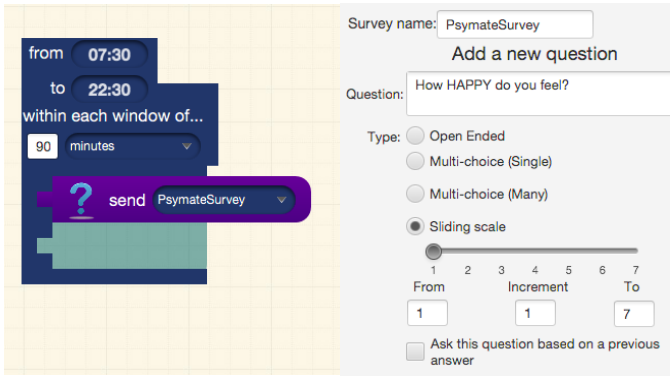 from 07:30
to 22:30
within each window of...
90 minutes
? send PsymateSurvey
Survey name: PsymateSurvey
Add a new question
Question: How HAPPY do you feel?
Type: Open Ended
Multi-choice (Single)
Multi-choice (Many)
Sliding scale
1 2 3 4 5 6 7
From Increment To
1 1 7
Ask this question based on a previous
answer